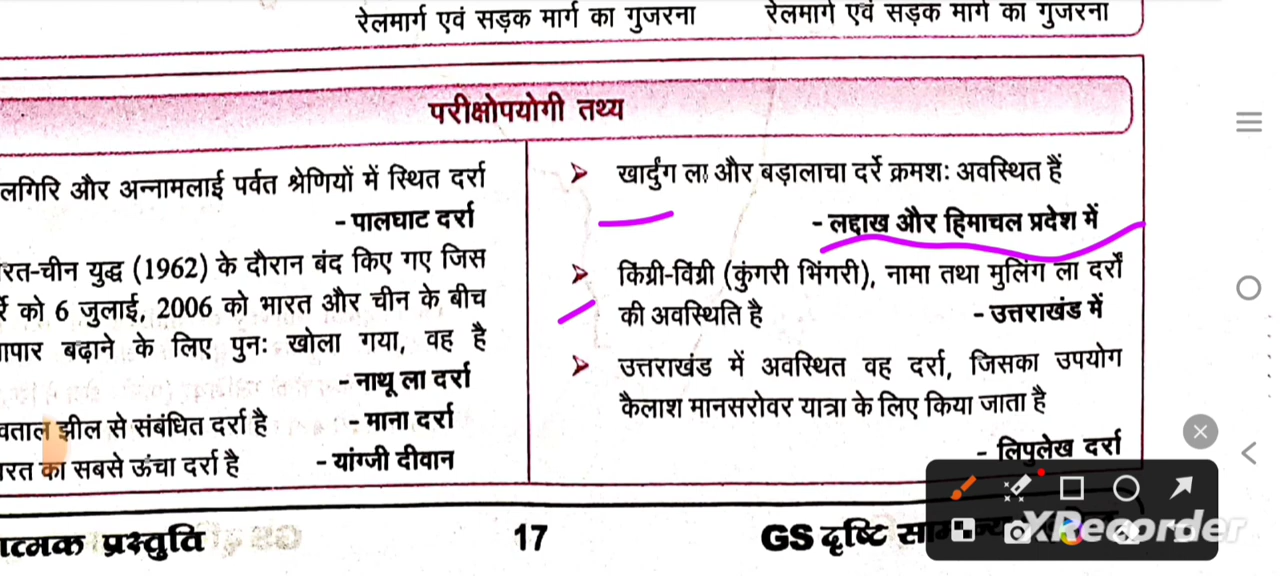 रेलमार्ग एवं सड़क मार्ग का गुजरना
रेलमार्ग एवं सड़क मार्ग का गुजरना
परीक्षोपयोगी तथ्य
लगिरि और अन्नामलाई पर्वत श्रेणियों में स्थित दर्रा
- पालघाट दर्रा
रत-चीन युद्ध (1962) के दौरान बंद किए गए जिस
र्रे को 6 जुलाई, 2006 को भारत और चीन के बीच
ापार बढ़ाने के लिए पुनः खोला गया, वह है
- नाथू ला दर्रा
वताल झील से संबंधित दर्रा है - माना दर्रा
रत का सबसे ऊंचा दर्रा है - यांग्जी दीवान
➤ खार्दुंग ला और बड़ालाचा दर्रे क्रमशः अवस्थित हैं
- लद्दाख और हिमाचल प्रदेश में
➤ किंग्री-विंग्री (कुंगरी भिंगरी), नामा तथा मुलिंग ला दर्रों
की अवस्थिति है - उत्तराखंड में
➤ उत्तराखंड में अवस्थित वह दर्रा, जिसका उपयोग
कैलाश मानसरोवर यात्रा के लिए किया जाता है
- लिपुलेख दर्रा
त्मक प्रस्तुति 17 GS दृष्टि
XRecorder